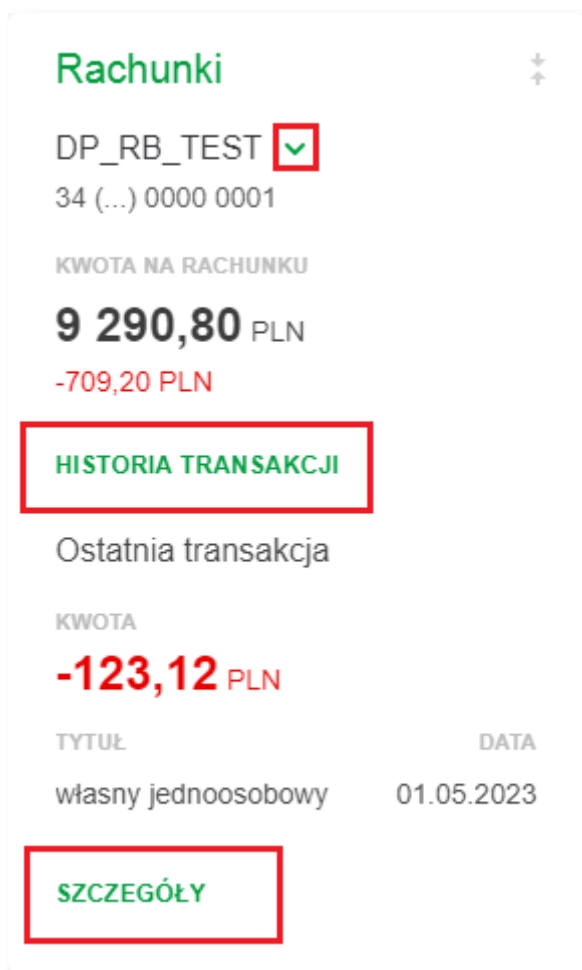 Rachunki
DP_RB_TEST
34 (...) 0000 0001
KWOTA NA RACHUNKU
9 290,80 PLN
-709,20 PLN
HISTORIA TRANSAKCJI
Ostatnia transakcja
KWOTA
-123,12 PLN
TYTUŁ DATA
własny jednoosobowy 01.05.2023
SZCZEGÓŁY